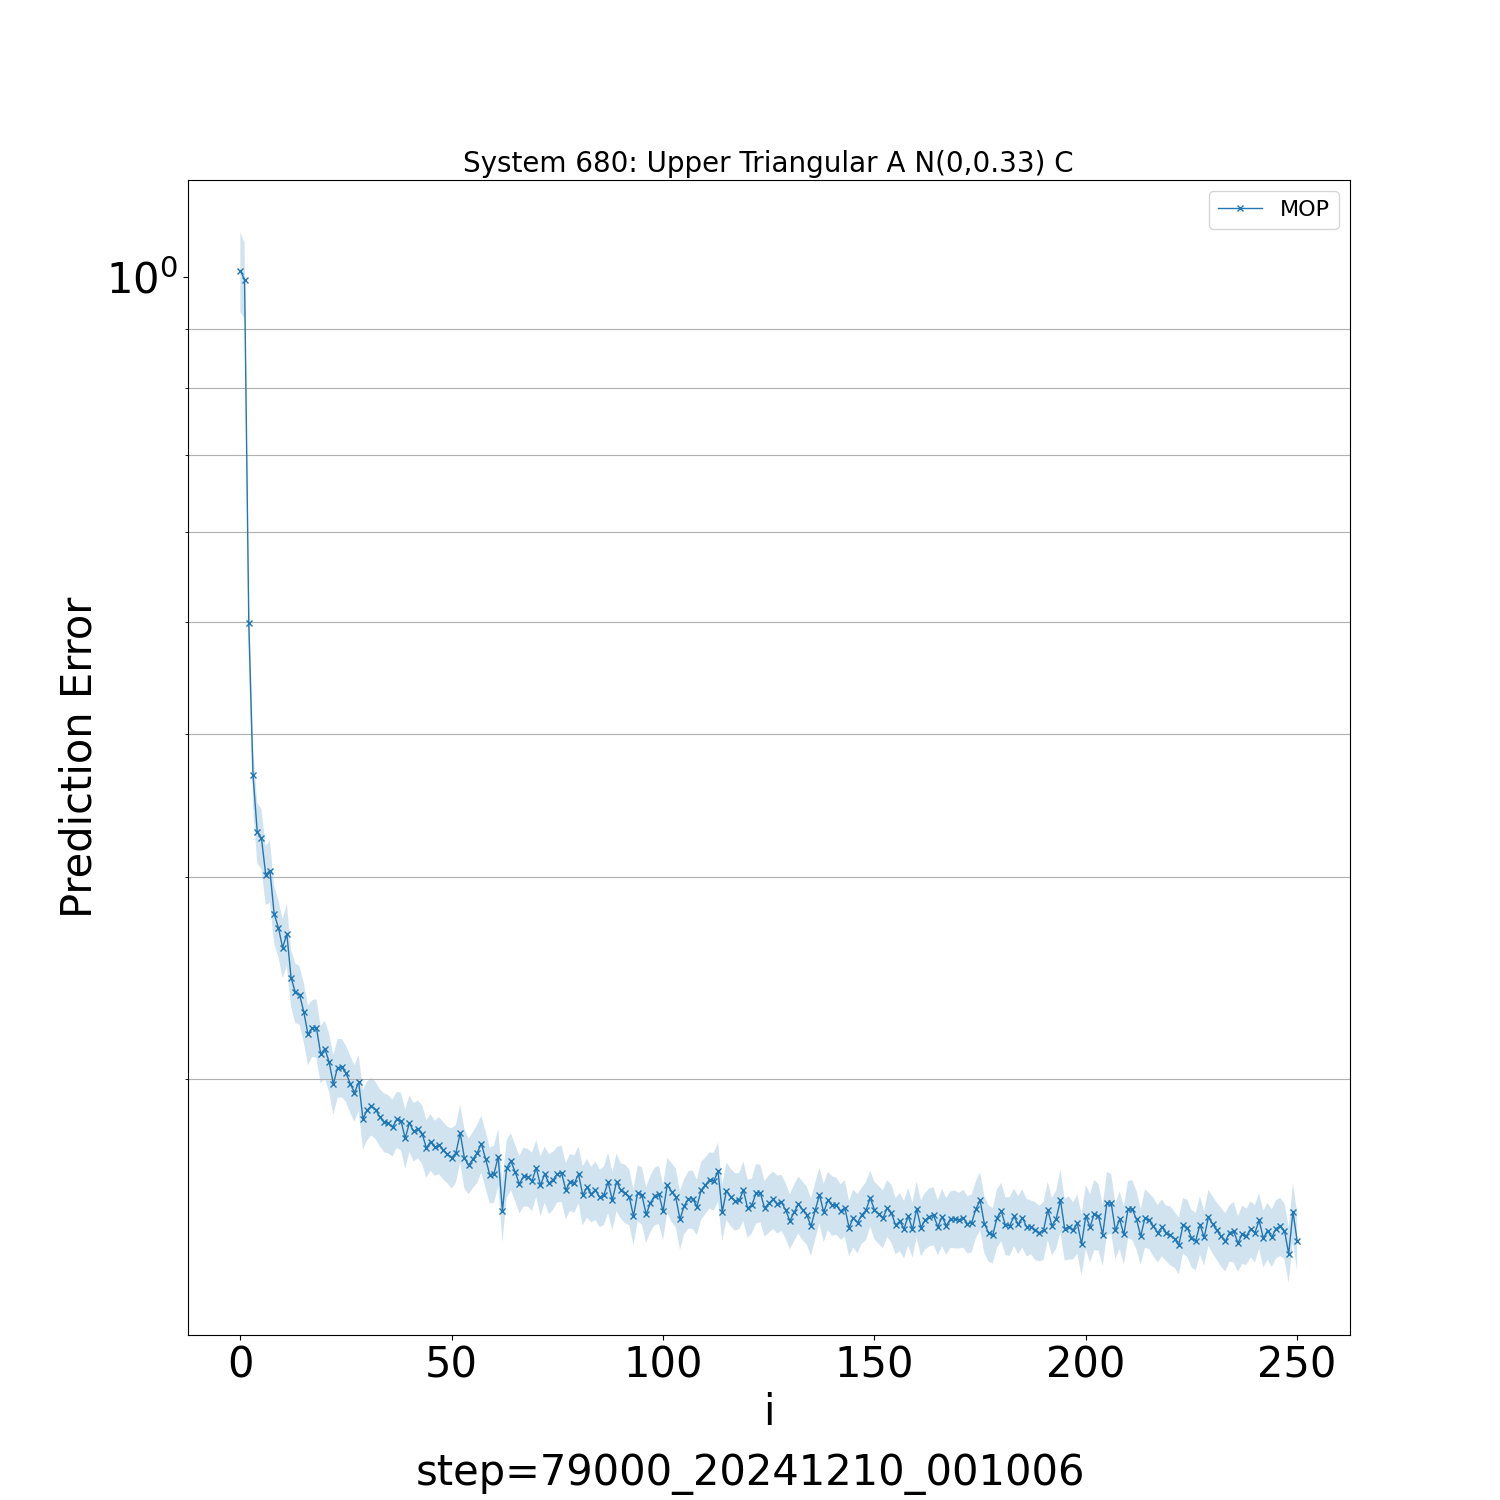 System 680: Upper Triangular A N(0,0.33) C
MOP
10⁰
Prediction Error
0 50 100 150 200 250
i
step=79000_20241210_001006